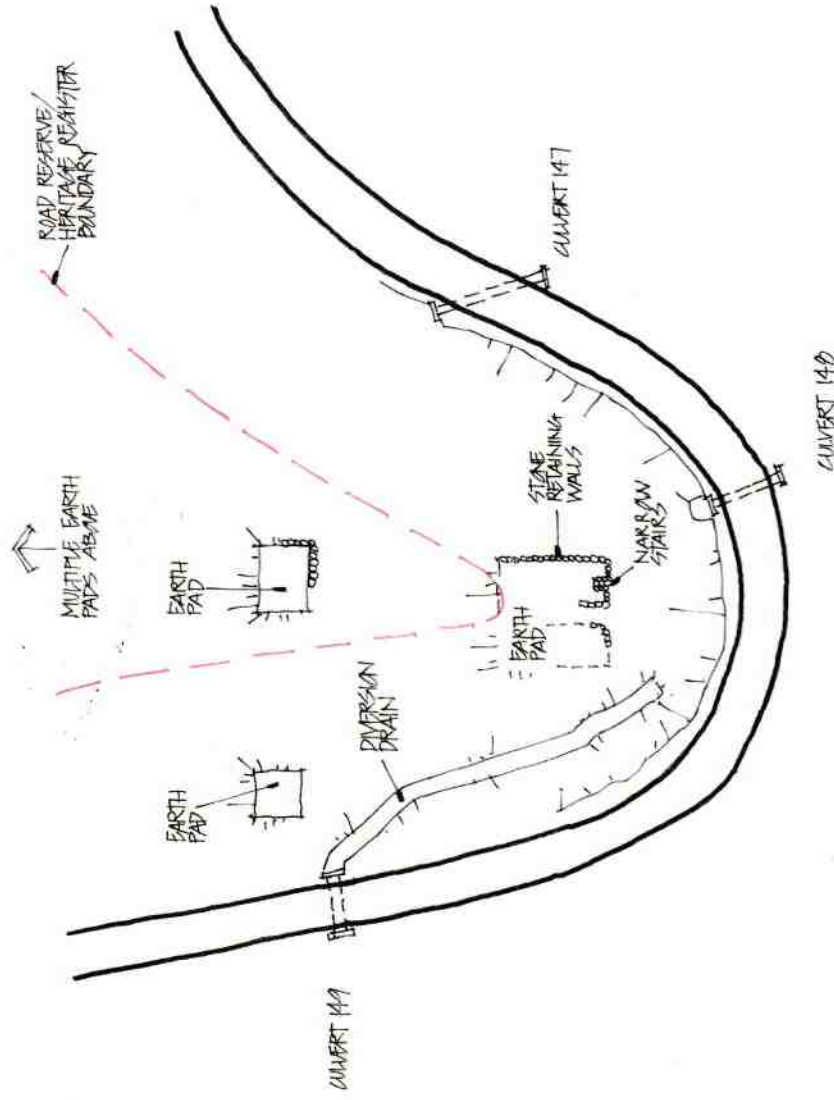 ROAD RESERVE/
HERITAGE REGISTER
BOUNDARY
MULTIPLE EARTH
PADS ABOVE
EARTH
PAD
EARTH
PAD
CULVERT 147
STONE
RETAINING
WALLS
NARROW
STAIRS
EARTH
PAD
DIVERSION
DRAIN
CULVERT 149
CULVERT 148